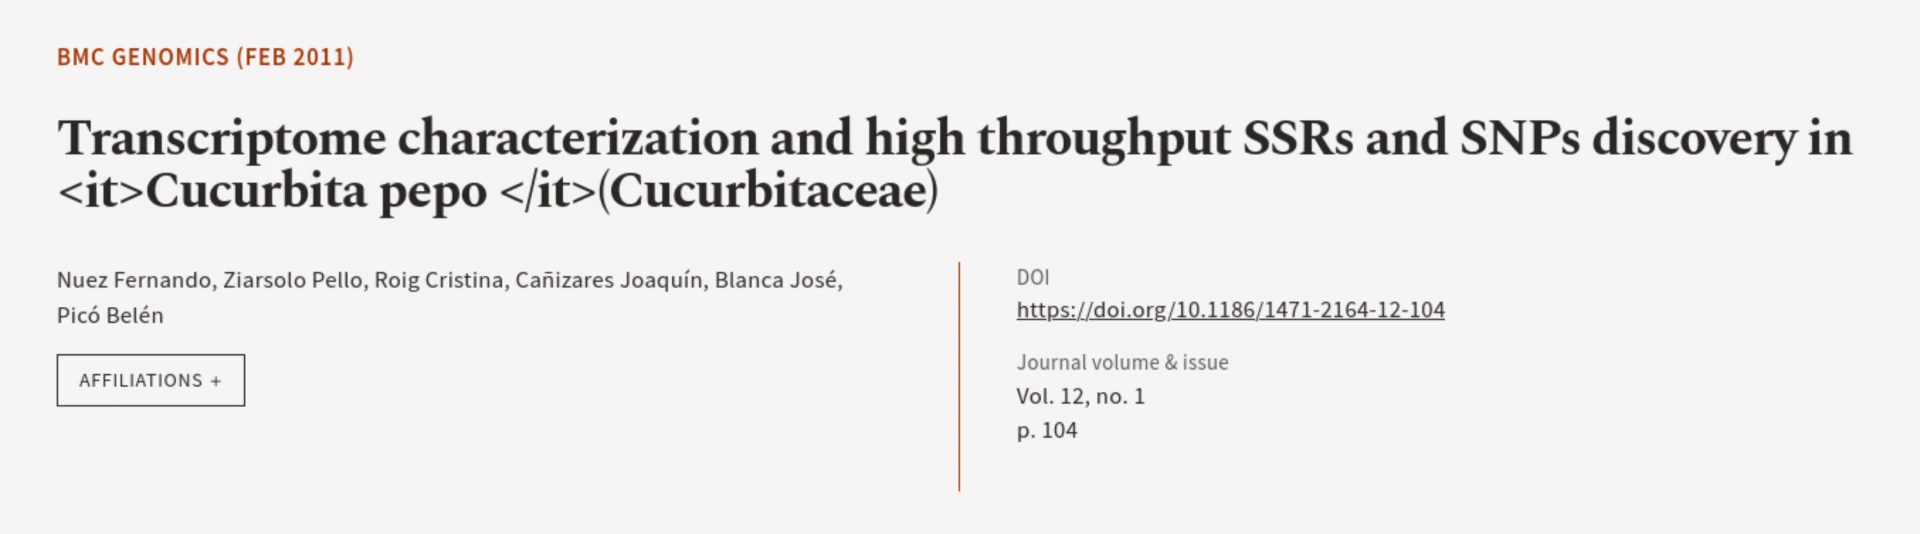 BMC GENOMICS (FEB 2011)
Transcriptome characterization and high throughput SSRs and SNPs discovery in
<it>Cucurbita pepo </it>(Cucurbitaceae)
Nuez Fernando, Ziarsolo Pello, Roig Cristina, Cañizares Joaquín, Blanca José,
Picó Belén
AFFILIATIONS +
DOI
https://doi.org/10.1186/1471-2164-12-104
Journal volume & issue
Vol. 12, no. 1
p. 104